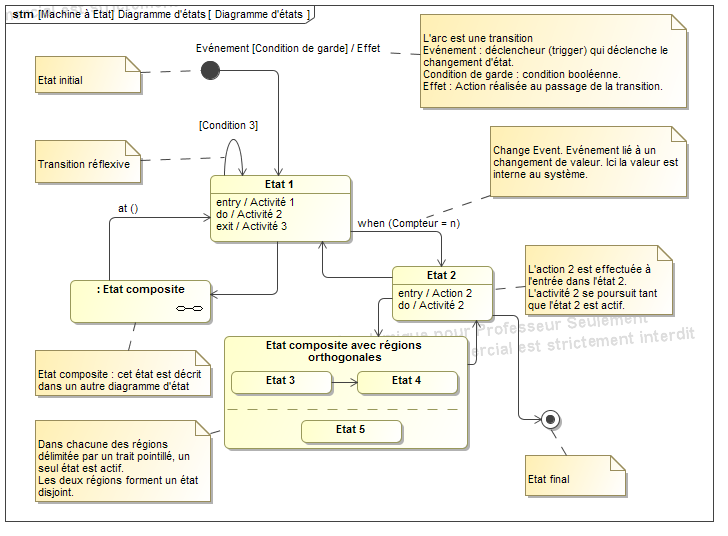 stm [Machine à Etat] Diagramme d'états [ Diagramme d'états ]
Evénement [Condition de garde] / Effet
L'arc est une transition
Evénement : déclencheur (trigger) qui déclenche le
changement d'état.
Condition de garde : condition booléenne.
Effet : Action réalisée au passage de la transition.
Etat initial
[Condition 3]
Transition réflexive
Change Event. Evénement lié à un
changement de valeur. Ici la valeur est
interne au système.
Etat 1
entry / Activité 1
do / Activité 2
exit / Activité 3
at ()
when (Compteur = n)
: Etat composite
Etat 2
entry / Action 2
do / Activité 2
L'action 2 est effectuée à
l'entrée dans l'état 2.
L'activité 2 se poursuit tant
que l'état 2 est actif.
pour Professeur Seulement
est strictement interdit
Etat composite avec régions
orthogonales
Etat 3
Etat 4
Etat 5
Etat composite : cet état est décrit
dans un autre diagramme d'état
Dans chacune des régions
délimitée par un trait pointillé, un
seul état est actif.
Les deux régions forment un état
disjoint.
Etat final